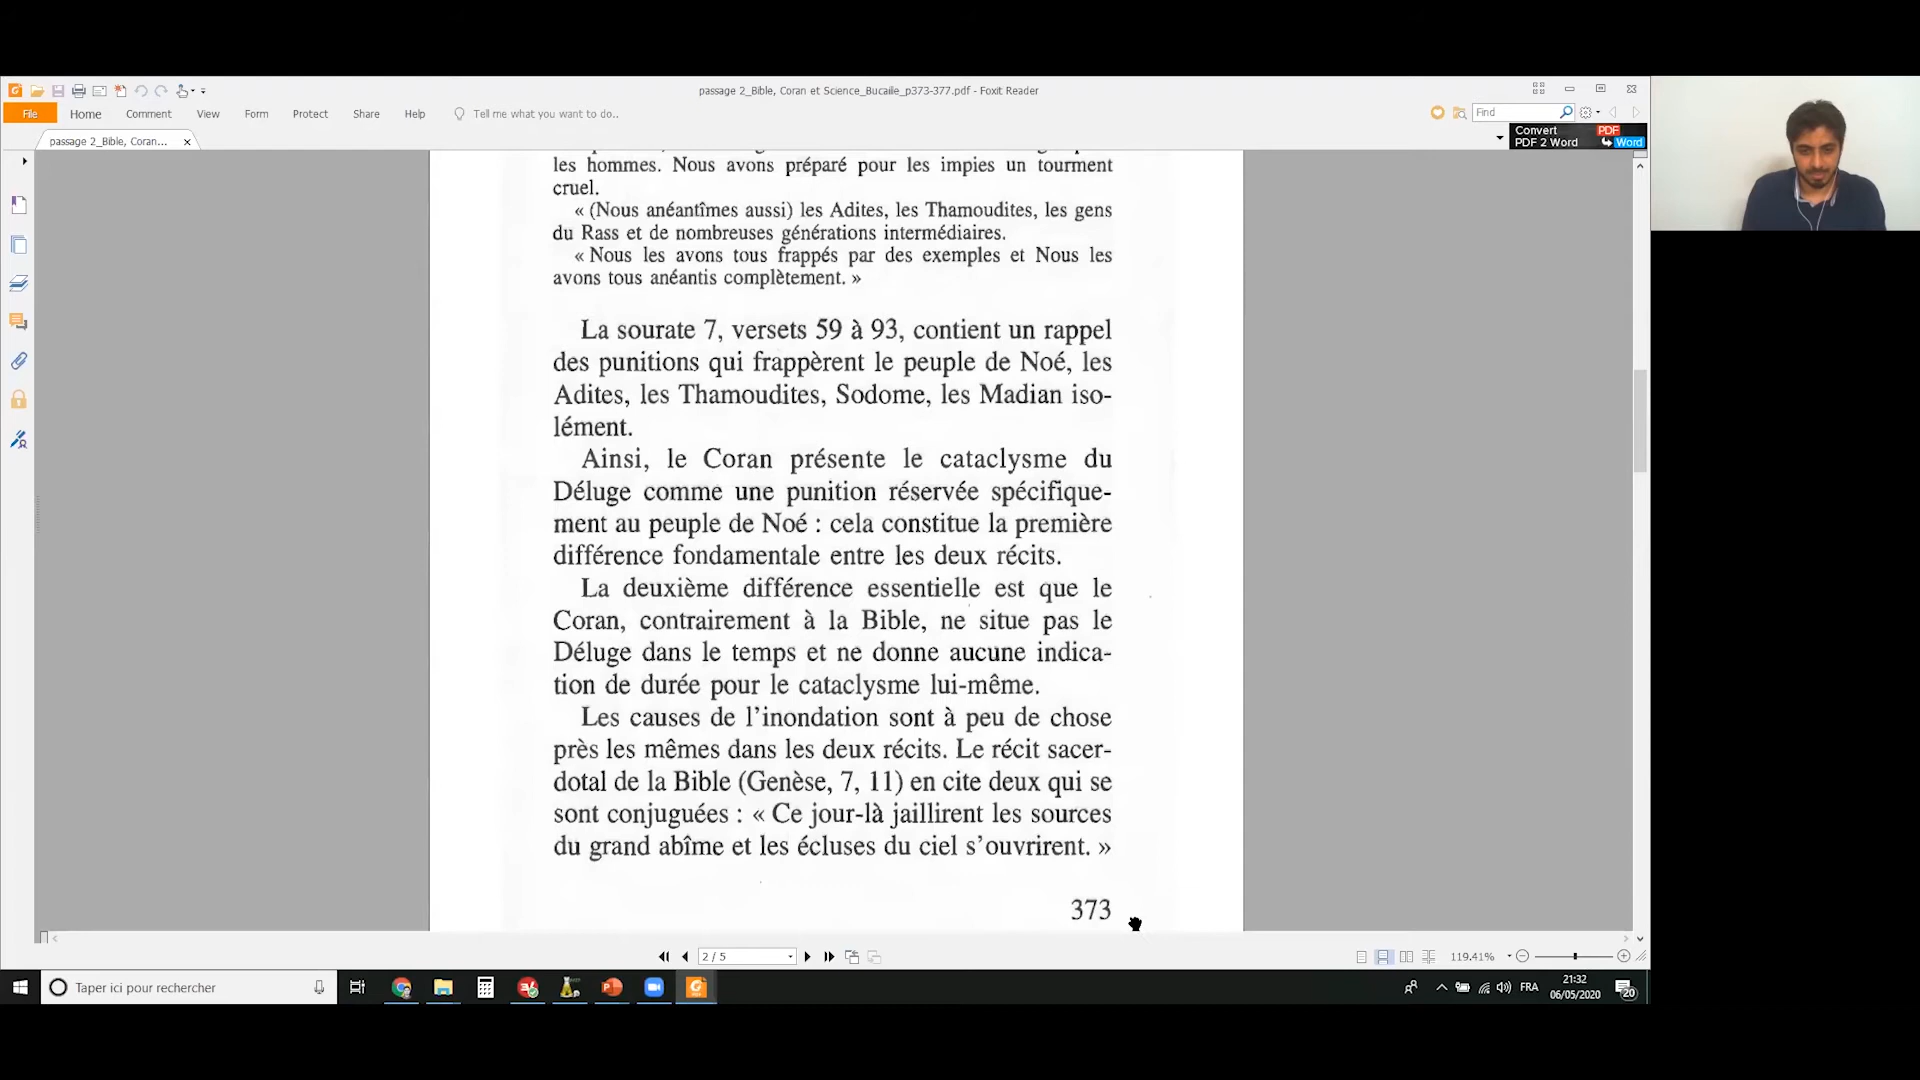 passage 2_Bible, Coran et Science_Bucaile_p373-377.pdf - Foxit Reader
File Home Comment View Form Protect Share Help Tell me what you want to do.. Find
passage 2_Bible, Coran...
Convert PDF
PDF 2 Word Word
les hommes. Nous avons préparé pour les impies un tourment
cruel.
« (Nous anéantîmes aussi) les Adites, les Thamoudites, les gens
du Rass et de nombreuses générations intermédiaires.
« Nous les avons tous frappés par des exemples et Nous les
avons tous anéantis complètement. »
La sourate 7, versets 59 à 93, contient un rappel
des punitions qui frappèrent le peuple de Noé, les
Adites, les Thamoudites, Sodome, les Madian iso-
lément.
Ainsi, le Coran présente le cataclysme du
Déluge comme une punition réservée spécifique-
ment au peuple de Noé : cela constitue la première
différence fondamentale entre les deux récits.
La deuxième différence essentielle est que le
Coran, contrairement à la Bible, ne situe pas le
Déluge dans le temps et ne donne aucune indica-
tion de durée pour le cataclysme lui-même.
Les causes de l'inondation sont à peu de chose
près les mêmes dans les deux récits. Le récit sacer-
dotal de la Bible (Genèse, 7, 11) en cite deux qui se
sont conjuguées : « Ce jour-là jaillirent les sources
du grand abîme et les écluses du ciel s'ouvrirent. »
373
2 / 5
119.41%
Taper ici pour rechercher
FRA
21:32
06/05/2020
20